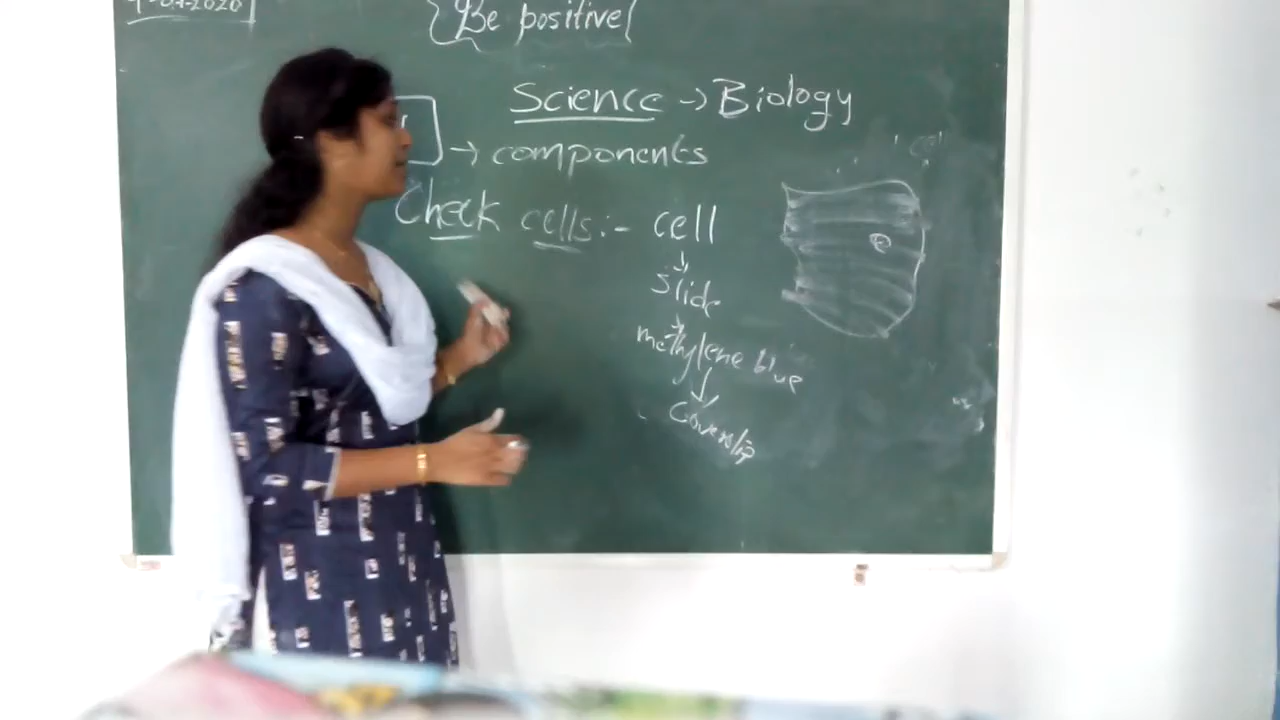 {Be positive}
Science → Biology
→ components
Check cells:- cell
↓
slide
↓
methylene blue
↓
Coverslip
e